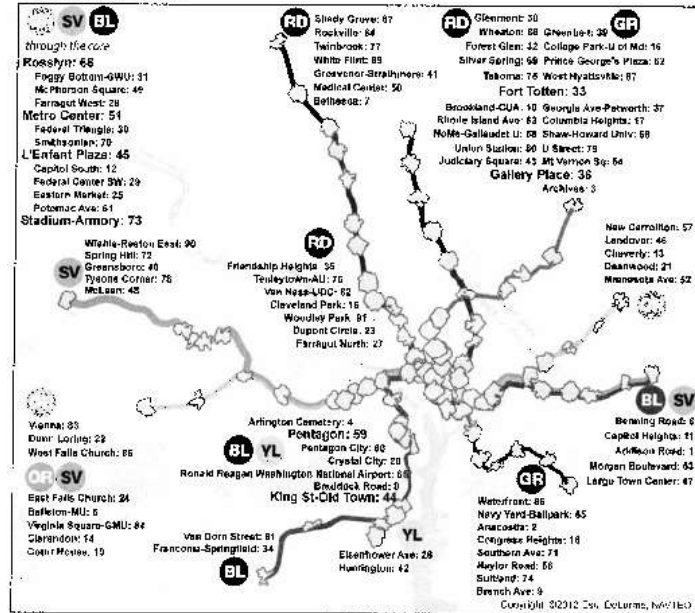 SV BL
through the core
Rosslyn: 66
Foggy Bottom-GWU: 31
McPherson Square: 49
Farragut West: 28
Metro Center: 51
Federal Triangle: 30
Smithsonian: 70
L'Enfant Plaza: 45
Capitol South: 12
Federal Center SW: 29
Eastern Market: 25
Potomac Ave: 61
Stadium-Armory: 73
RD
Shady Grove: 67
Rockville: 64
Twinbrook: 77
White Flint: 89
Grosvenor-Strathmore: 41
Medical Center: 50
Bethesda: 7
RD
Glenmont: 38
Wheaton: 88
Forest Glen: 32
Silver Spring: 69
Takoma: 75
GR
Greenbelt: 39
College Park-U of Md: 16
Prince George's Plaza: 62
West Hyattsville: 87
Fort Totten: 33
Brookland-CUA: 10
Rhode Island Ave: 63
NoMa-Gallaudet U: 58
Union Station: 80
Judiciary Square: 43
Georgia Ave-Petworth: 37
Columbia Heights: 17
Shaw-Howard Univ: 68
U Street: 79
Mt Vernon Sq: 54
Gallery Place: 36
Archives: 3
New Carrollton: 57
Landover: 46
Cheverly: 13
Deanwood: 21
Minnesota Ave: 52
SV
Wiehle-Reston East: 90
Spring Hill: 72
Greensboro: 40
Tysons Corner: 78
McLean: 48
RD
Friendship Heights: 35
Tenleytown-AU: 76
Van Ness-UDC: 82
Cleveland Park: 15
Woodley Park: 91
Dupont Circle: 23
Farragut North: 27
Vienna: 83
Dunn Loring: 22
West Falls Church: 86
OR SV
East Falls Church: 24
Ballston-MU: 5
Virginia Square-GMU: 84
Clarendon: 14
Court House: 19
Arlington Cemetery: 4
Pentagon: 59
BL YL
Pentagon City: 60
Crystal City: 20
Ronald Reagan Washington National Airport: 65
Braddock Road: 8
King St-Old Town: 44
Van Dorn Street: 81
Franconia-Springfield: 34
BL
YL
Eisenhower Ave: 26
Huntington: 42
BL SV
Benning Road: 6
Capitol Heights: 11
Addison Road: 1
Morgan Boulevard: 53
Largo Town Center: 47
GR
Waterfront: 85
Navy Yard-Ballpark: 55
Anacostia: 2
Congress Heights: 18
Southern Ave: 71
Naylor Road: 56
Suitland: 74
Branch Ave: 9
Copyright: ©2012 Esri, DeLorme, NAVTEQ